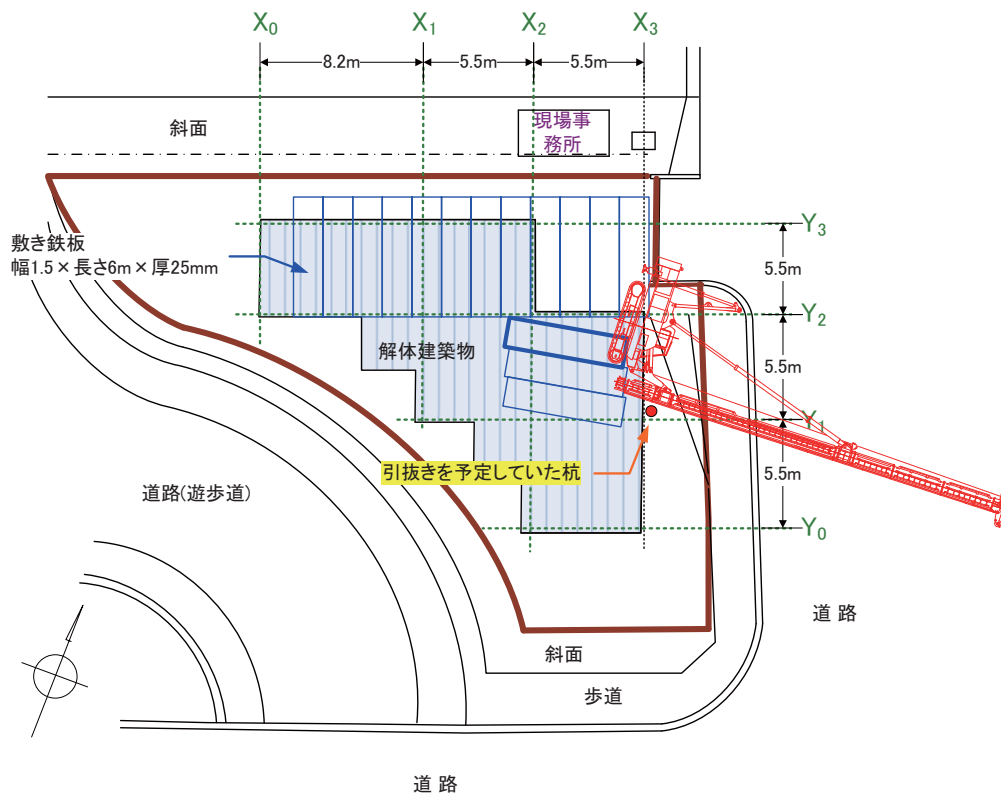 X0
X1
X2
X3
8.2m
5.5m
5.5m
斜面
現場事
務所
敷き鉄板
幅1.5×長さ6m×厚25mm
Y3
5.5m
Y2
解体建築物
5.5m
Y1
引抜きを予定していた杭
5.5m
道路(遊歩道)
Y0
道 路
斜面
歩道
道 路